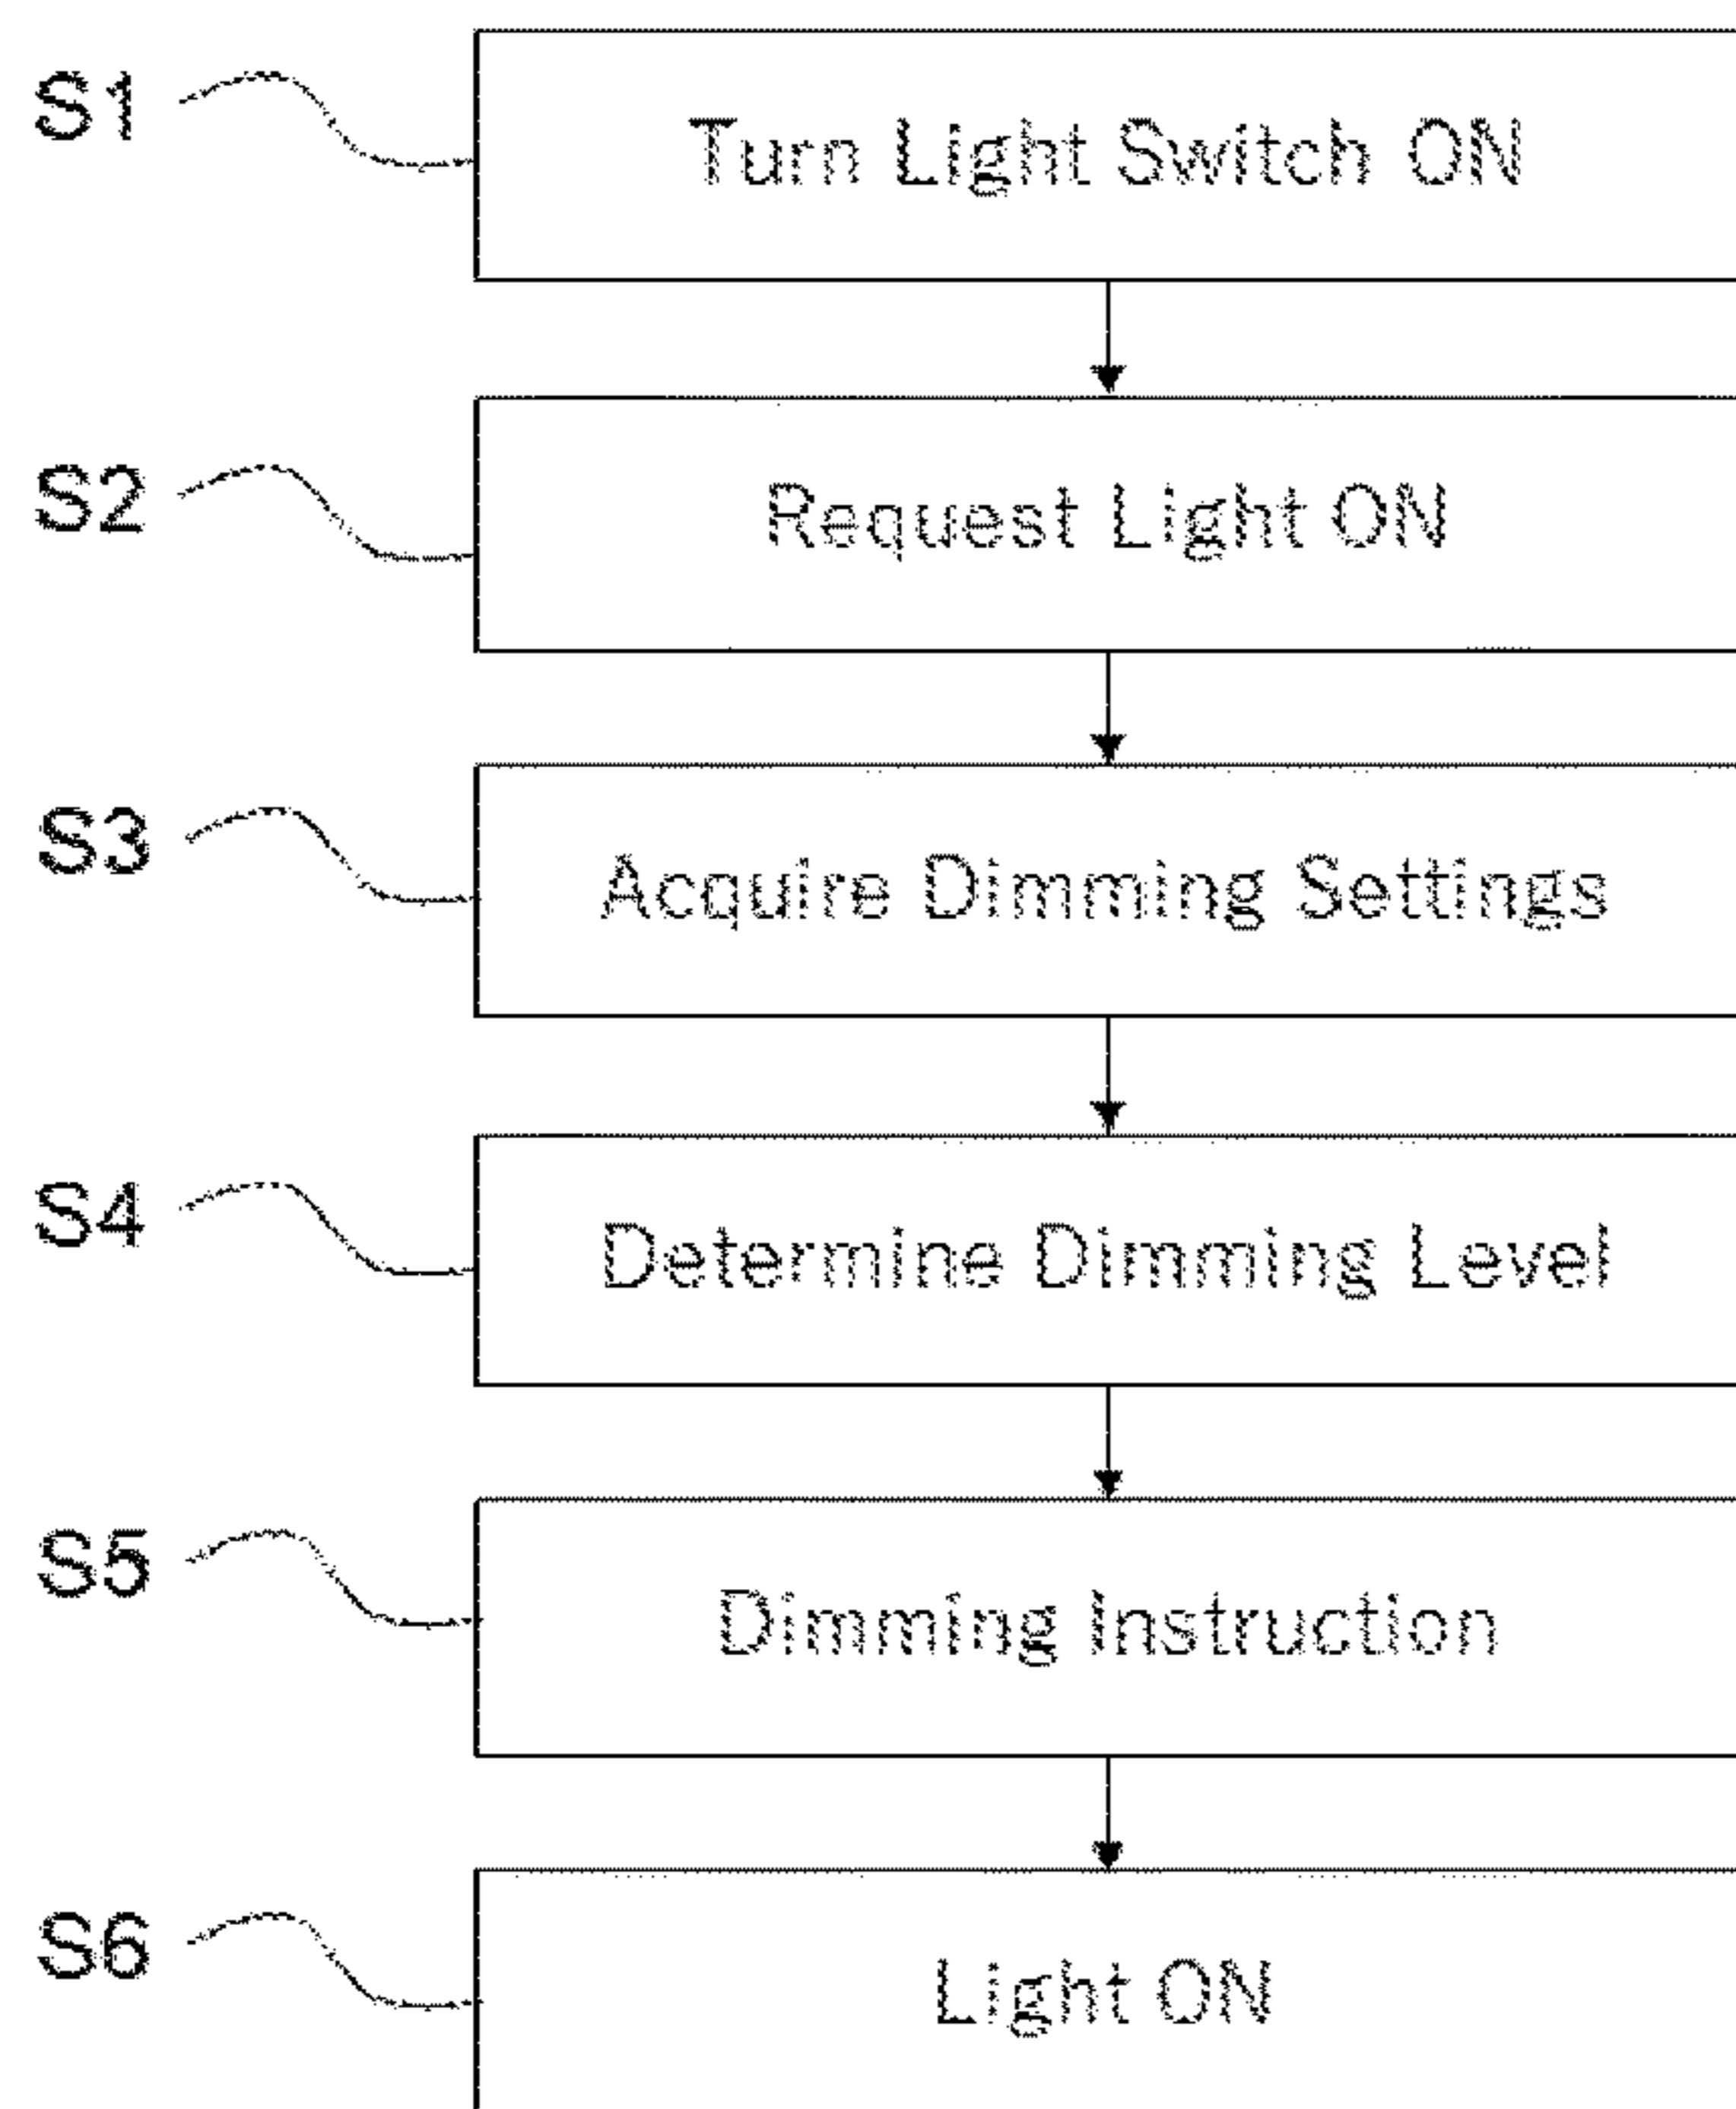 S1
Turn Light Switch ON
S2
Request Light ON
S3
Acquire Dimming Settings
S4
Determine Dimming Level
S5
Dimming Instruction
S6
Light ON